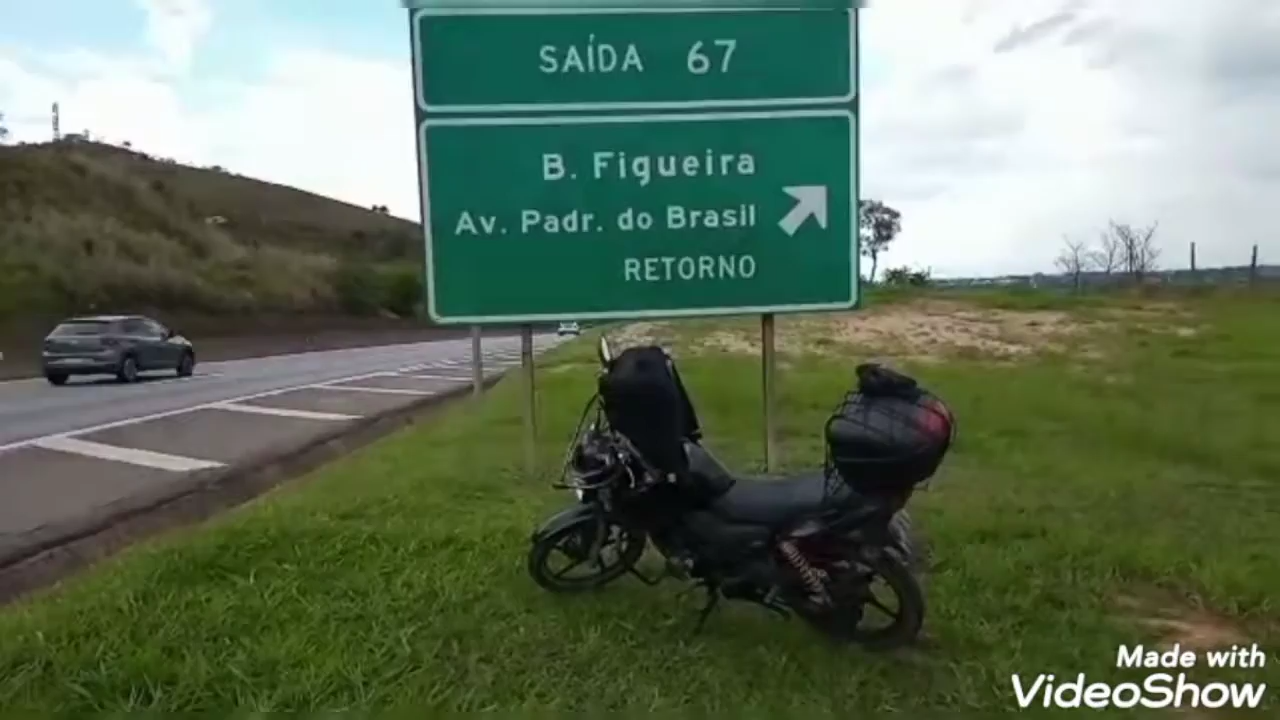 SAÍDA 67
B. Figueira
Av. Padr. do Brasil
RETORNO
Made with
VideoShow